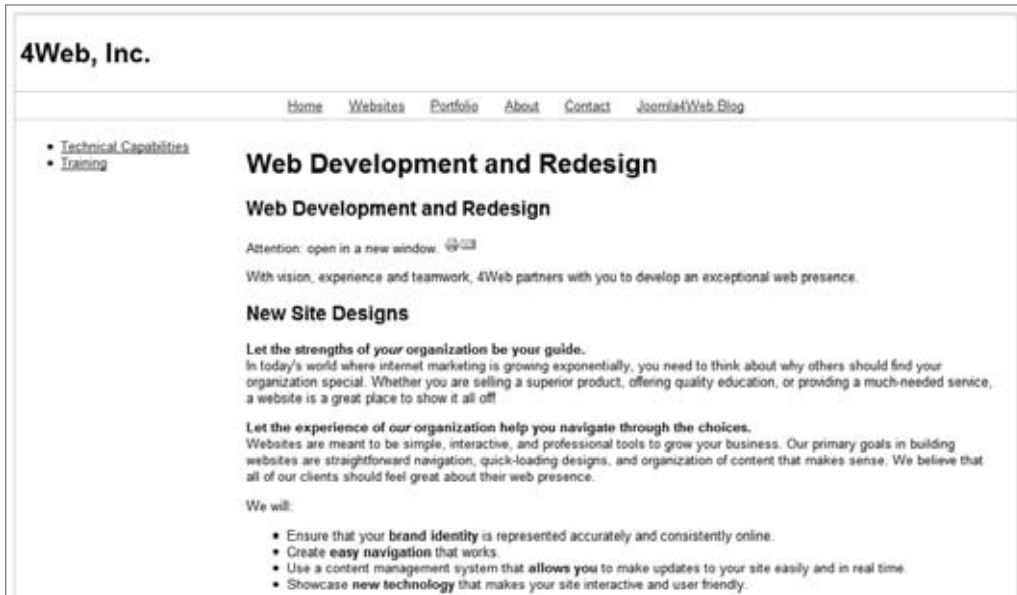 4Web, Inc.
Home Websites Portfolio About Contact Joomla4Web Blog
• Technical Capabilities
• Training
Web Development and Redesign
Web Development and Redesign
Attention: open in a new window.
With vision, experience and teamwork, 4Web partners with you to develop an exceptional web presence.
New Site Designs
Let the strengths of your organization be your guide.
In today's world where internet marketing is growing exponentially, you need to think about why others should find your
organization special. Whether you are selling a superior product, offering quality education, or providing a much-needed service,
a website is a great place to show it all off!
Let the experience of our organization help you navigate through the choices.
Websites are meant to be simple, interactive, and professional tools to grow your business. Our primary goals in building
websites are straightforward navigation, quick-loading designs, and organization of content that makes sense. We believe that
all of our clients should feel great about their web presence.
We will:
• Ensure that your brand identity is represented accurately and consistently online.
• Create easy navigation that works.
• Use a content management system that allows you to make updates to your site easily and in real time.
• Showcase new technology that makes your site interactive and user friendly.